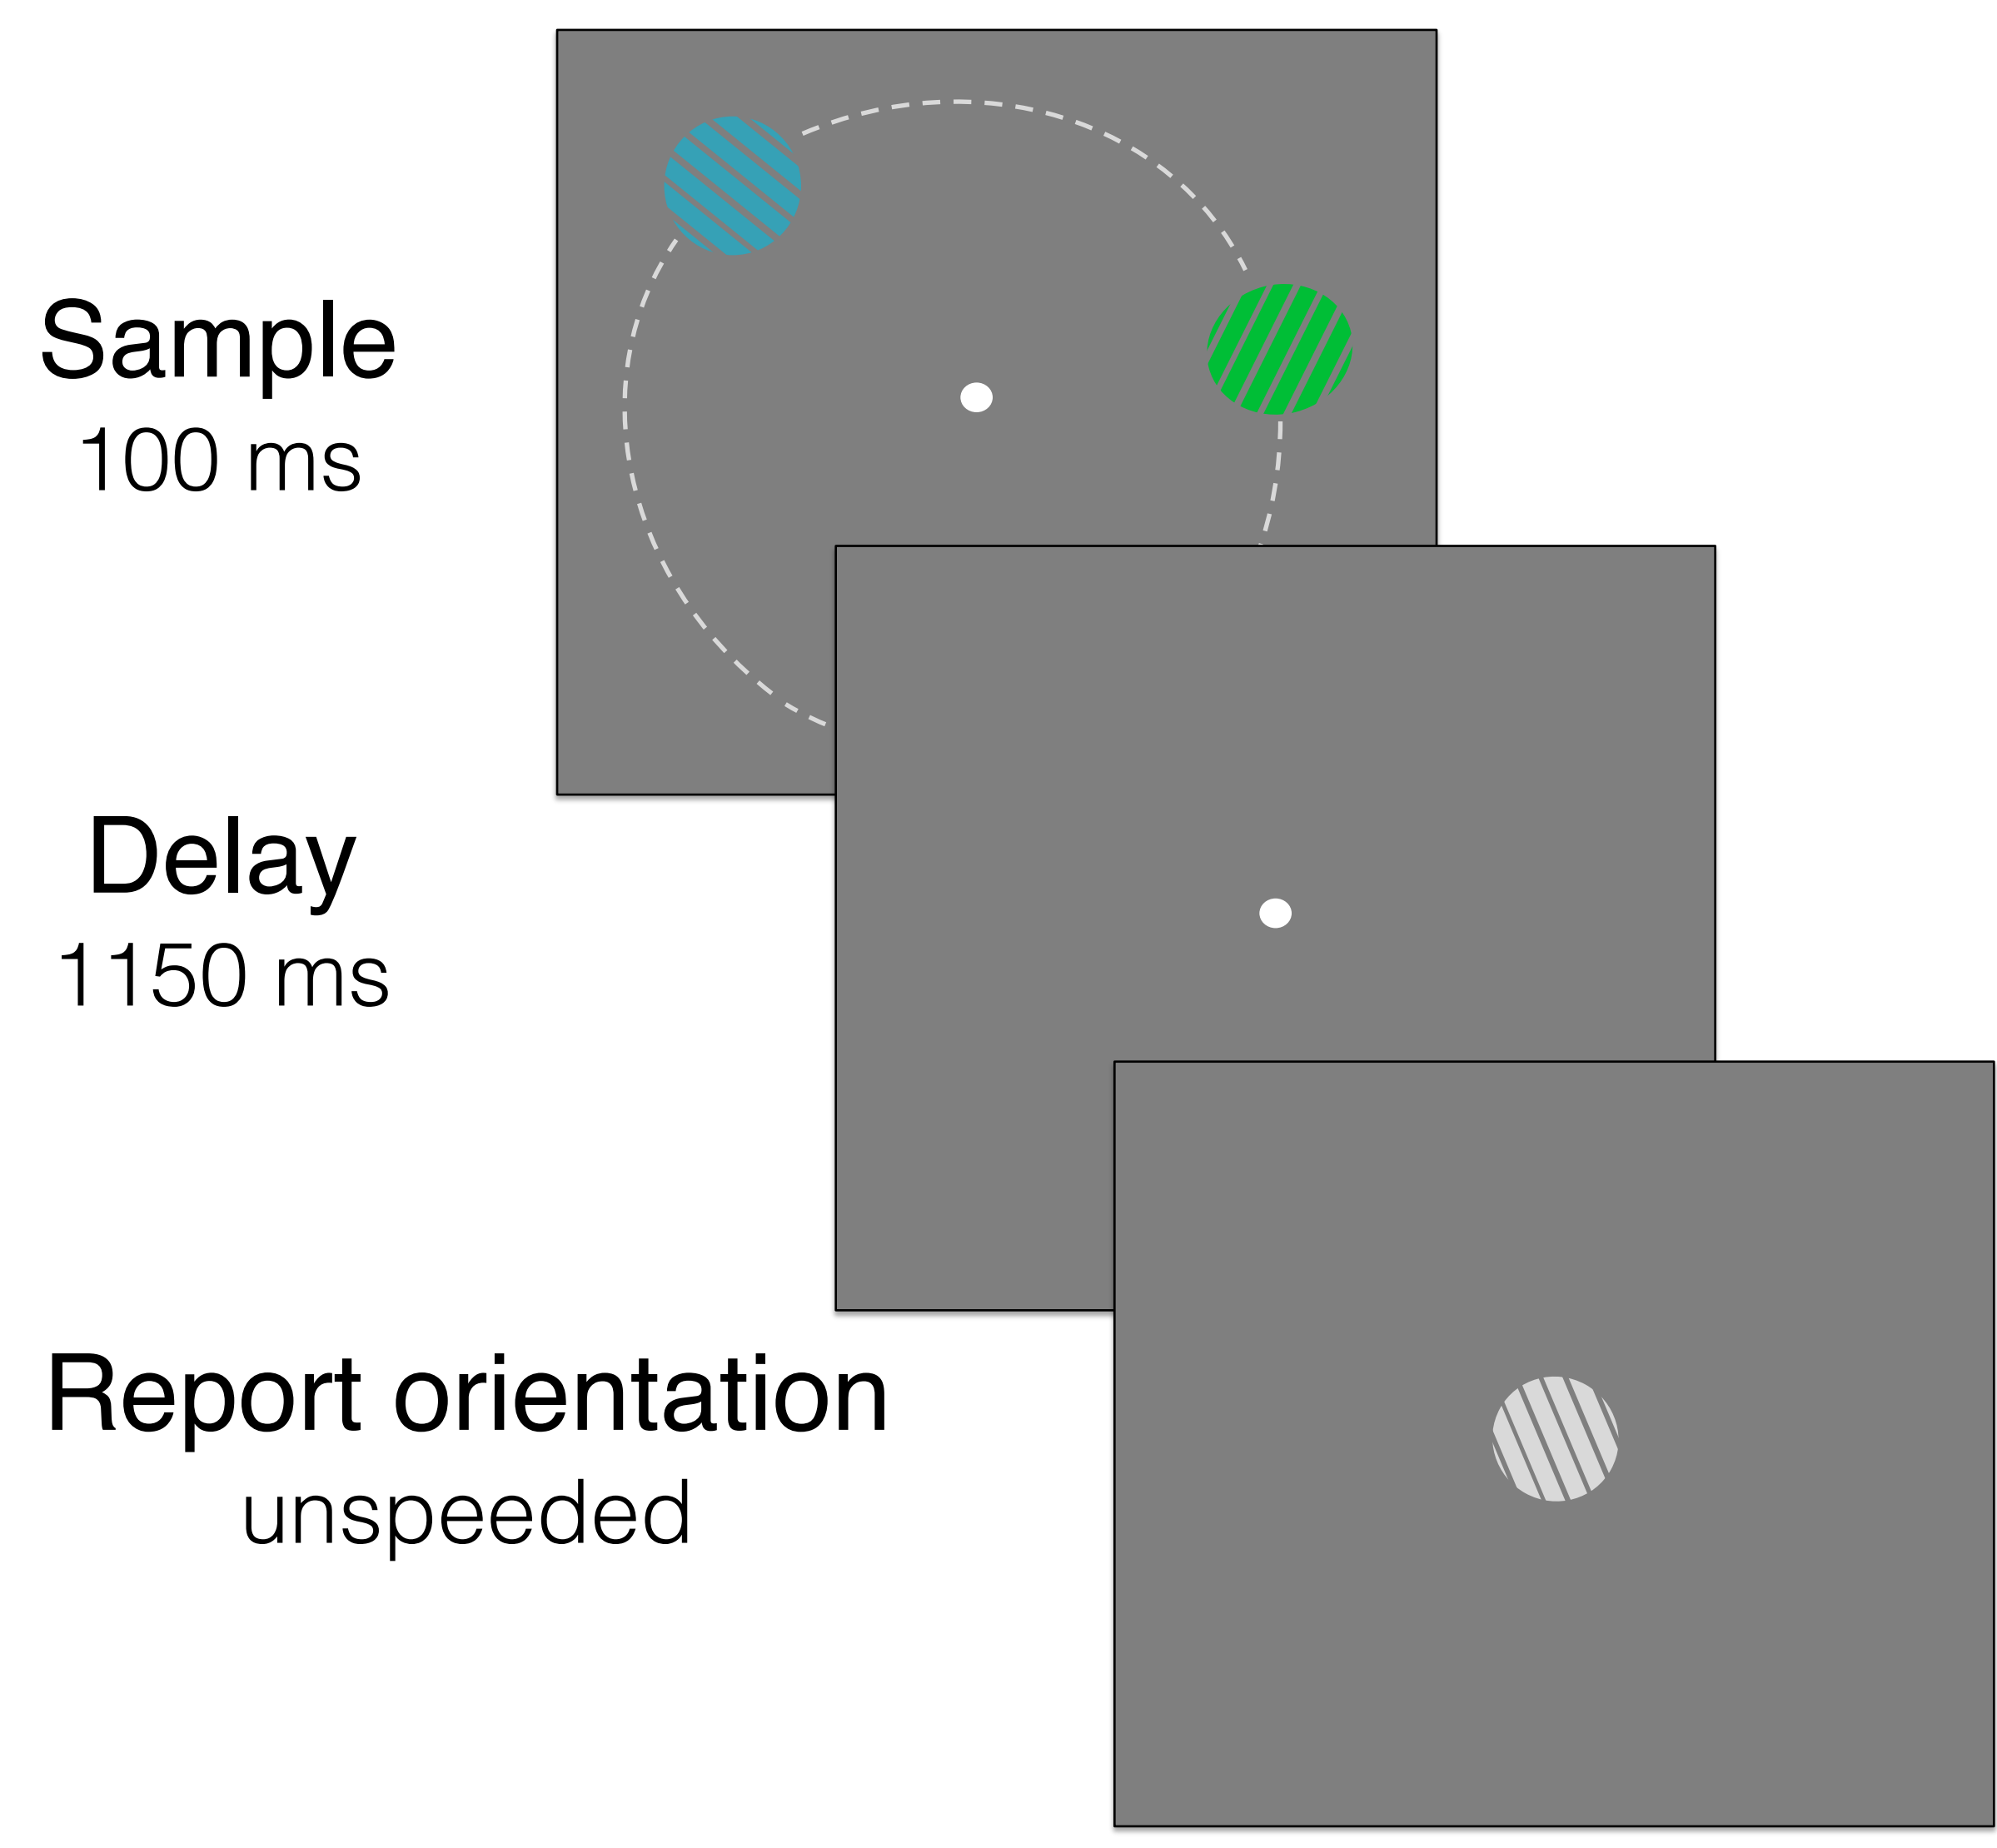 Sample
100 ms
Delay
1150 ms
Report orientation
unspeeded